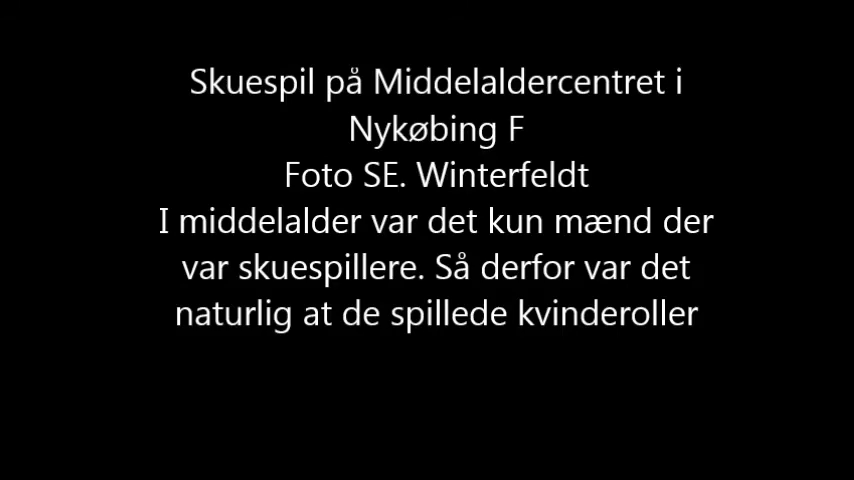 Skuespil på Middelaldercentret i
Nykøbing F
Foto SE. Winterfeldt
I middelalder var det kun mænd der
var skuespillere. Så derfor var det
naturlig at de spillede kvinderoller